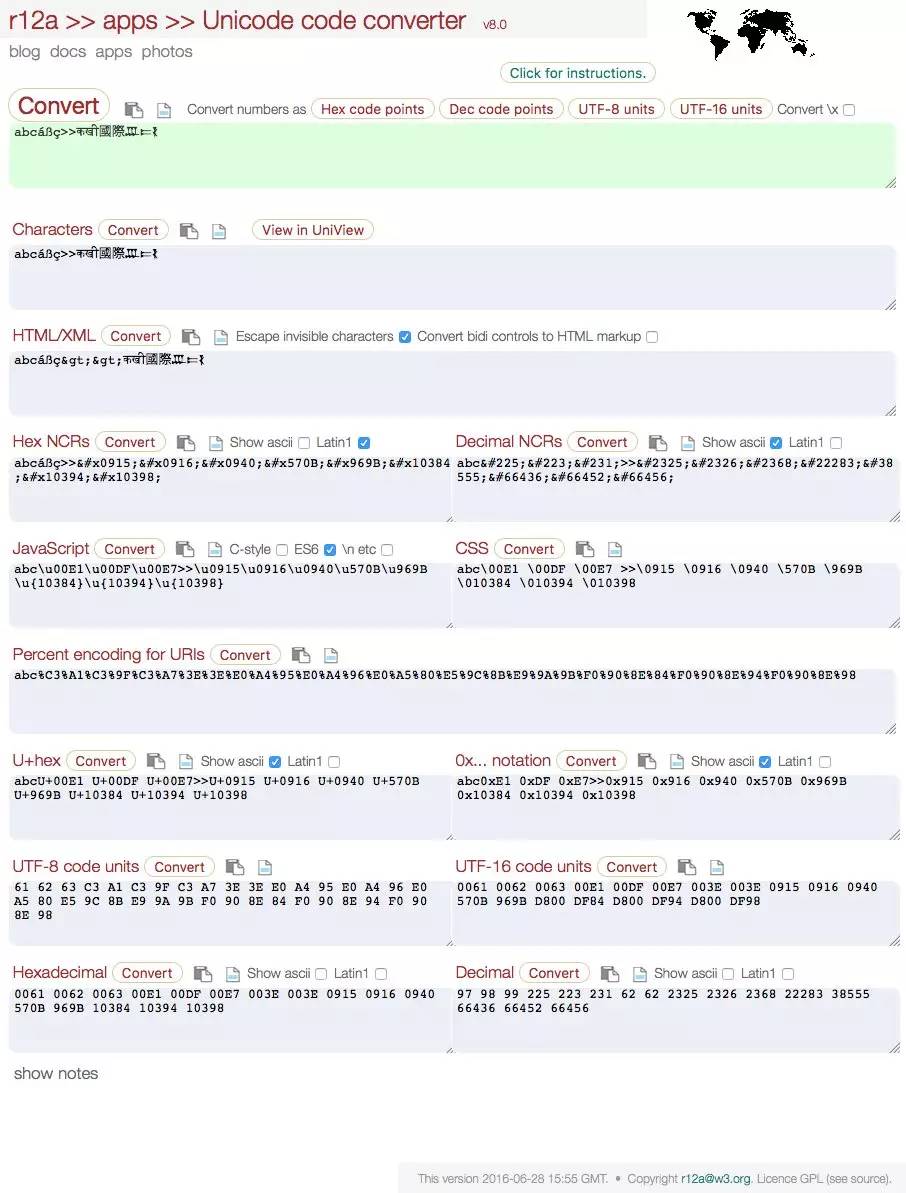 r12a >> apps >> Unicode code converter v8.0
blog docs apps photos
Click for instructions.
Convert Convert numbers as Hex code points Dec code points UTF-8 units UTF-16 units Convert \x
abcáßç>>कखी國際𐎄𐎔𐎘
Characters Convert View in UniView
abcáßç>>कखी國際𐎄𐎔𐎘
HTML/XML Convert Escape invisible characters Convert bidi controls to HTML markup
abcáßç&gt;&gt;कखी國際𐎄𐎔𐎘
Hex NCRs Convert Show ascii Latin1
abcáßç>>&#x0915;&#x0916;&#x0940;&#x570B;&#x969B;&#x10384
;&#x10394;&#x10398;
Decimal NCRs Convert Show ascii Latin1
abc&#225;&#223;&#231;>>&#2325;&#2326;&#2368;&#22283;&#38
555;&#66436;&#66452;&#66456;
JavaScript Convert C-style ES6 \n etc
abc\u00E1\u00DF\u00E7>>\u0915\u0916\u0940\u570B\u969B
\u{10384}\u{10394}\u{10398}
CSS Convert
abc\00E1 \00DF \00E7 >>\0915 \0916 \0940 \570B \969B
\010384 \010394 \010398
Percent encoding for URIs Convert
abc%C3%A1%C3%9F%C3%A7%3E%3E%E0%A4%95%E0%A4%96%E0%A5%80%E5%9C%8B%E9%9A%9B%F0%90%8E%84%F0%90%8E%94%F0%90%8E%98
U+hex Convert Show ascii Latin1
abcU+00E1 U+00DF U+00E7>>U+0915 U+0916 U+0940 U+570B
U+969B U+10384 U+10394 U+10398
0x... notation Convert Show ascii Latin1
abc0xE1 0xDF 0xE7>>0x915 0x916 0x940 0x570B 0x969B
0x10384 0x10394 0x10398
UTF-8 code units Convert
61 62 63 C3 A1 C3 9F C3 A7 3E 3E E0 A4 95 E0 A4 96 E0
A5 80 E5 9C 8B E9 9A 9B F0 90 8E 84 F0 90 8E 94 F0 90
8E 98
UTF-16 code units Convert
0061 0062 0063 00E1 00DF 00E7 003E 003E 0915 0916 0940
570B 969B D800 DF84 D800 DF94 D800 DF98
Hexadecimal Convert Show ascii Latin1
0061 0062 0063 00E1 00DF 00E7 003E 003E 0915 0916 0940
570B 969B 10384 10394 10398
Decimal Convert Show ascii Latin1
97 98 99 225 223 231 62 62 2325 2326 2368 22283 38555
66436 66452 66456
show notes
This version 2016-06-28 15:55 GMT. • Copyright r12a@w3.org. Licence GPL (see source).